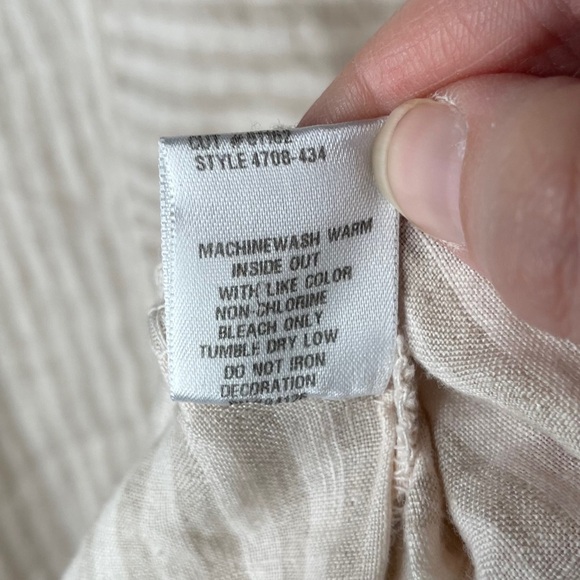 CUT #
STYLE 4708-434
MACHINEWASH WARM
INSIDE OUT
WITH LIKE COLOR
NON-CHLORINE
BLEACH ONLY
TUMBLE DRY LOW
DO NOT IRON
DECORATION